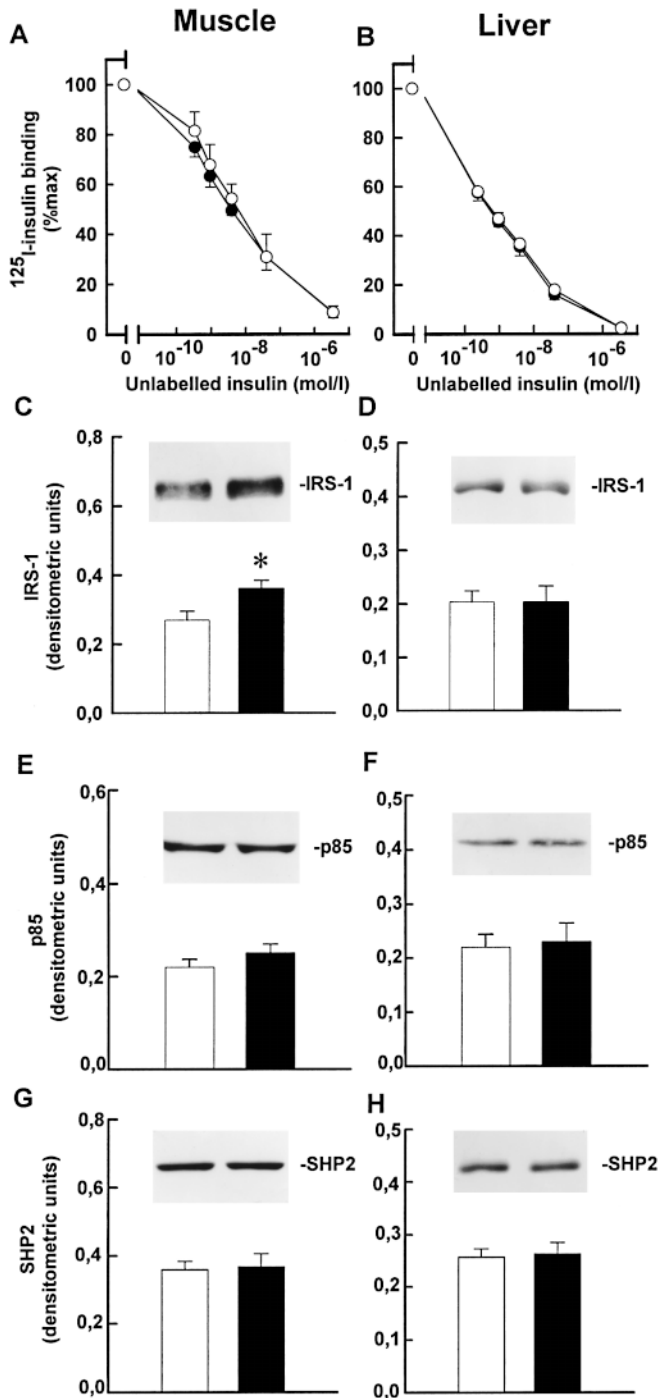 Muscle
Liver
A
B
125I-insulin binding
(%max)
100
80
60
40
20
0
0
10-10
10-8
10-6
Unlabelled insulin (mol/l)
100
80
60
40
20
0
0
10-10
10-8
10-6
Unlabelled insulin (mol/l)
C
D
IRS-1
(densitometric units)
0,8
0,6
0,4
0,2
0,0
-IRS-1
*
0,5
0,4
0,3
0,2
0,1
0,0
-IRS-1
E
F
p85
(densitometric units)
0,6
0,4
0,2
0,0
-p85
0,5
0,4
0,3
0,2
0,1
0,0
-p85
G
H
SHP2
(densitometric units)
0,8
0,6
0,4
0,2
0,0
-SHP2
0,5
0,4
0,3
0,2
0,1
0,0
-SHP2